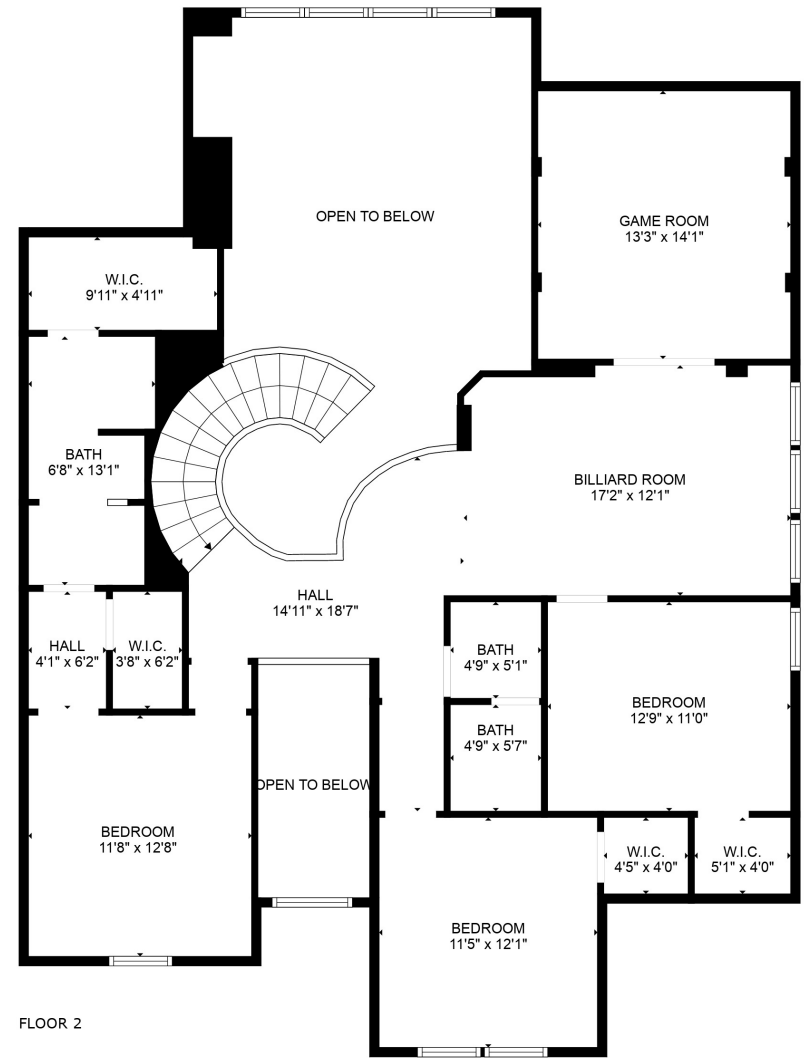 OPEN TO BELOW
GAME ROOM
13'3" x 14'1"
W.I.C.
9'11" x 4'11"
BATH
6'8" x 13'1"
BILLIARD ROOM
17'2" x 12'1"
HALL
14'11" x 18'7"
HALL
4'1" x 6'2"
W.I.C.
3'8" x 6'2"
BATH
4'9" x 5'1"
BEDROOM
12'9" x 11'0"
BATH
4'9" x 5'7"
OPEN TO BELOW
BEDROOM
11'8" x 12'8"
W.I.C.
4'5" x 4'0"
W.I.C.
5'1" x 4'0"
BEDROOM
11'5" x 12'1"
FLOOR 2